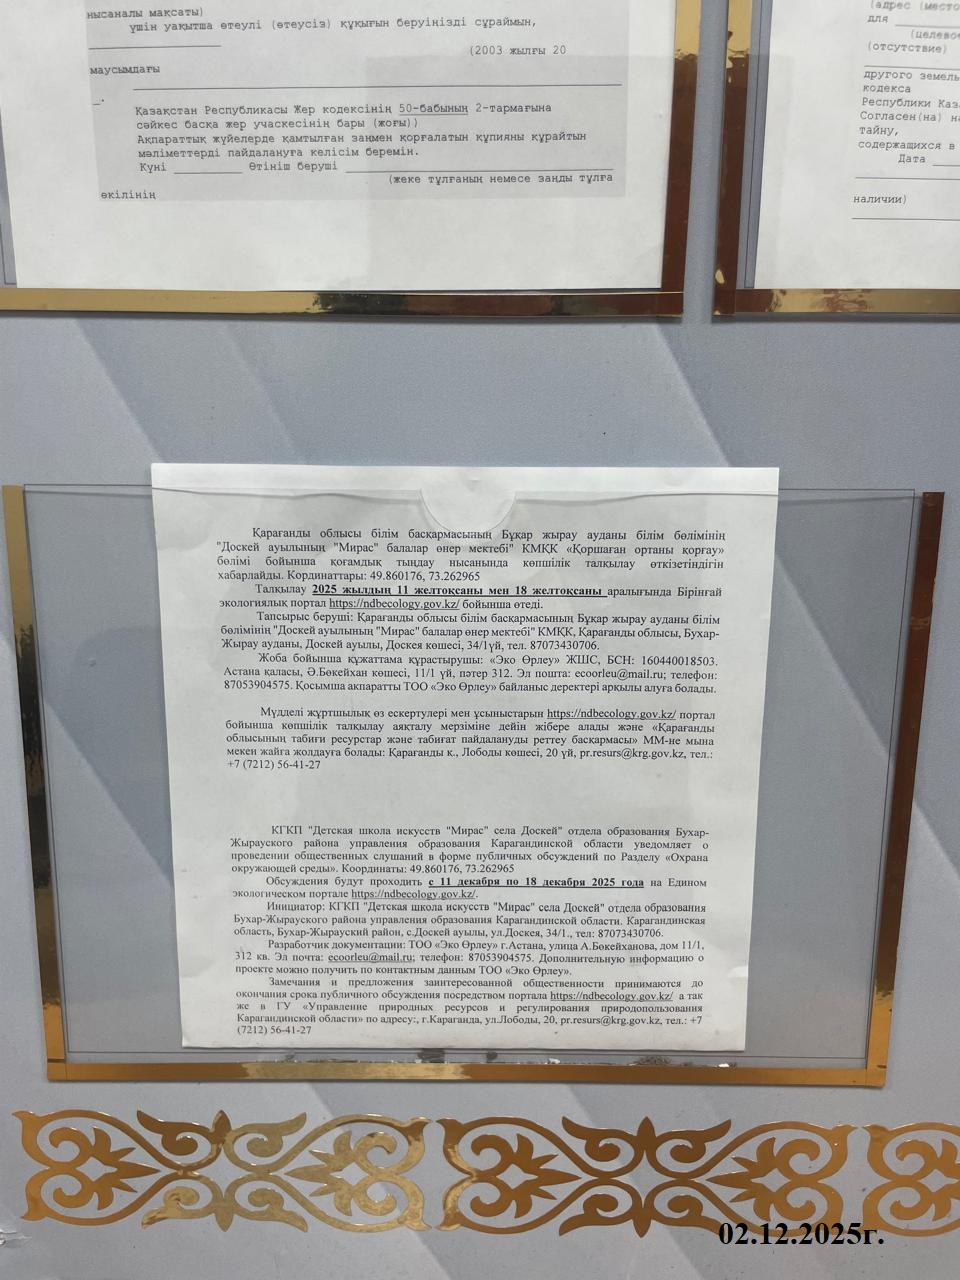 нысаналы мақсаты)
үшін уақытша өтеулі (өтеусіз) құқығын беруіңізді сұраймын,
(2003 жылғы 20
маусымдағы
Қазақстан Республикасы Жер кодексінің 50-бабының 2-тармағына
сәйкес басқа жер учаскесінің бары (жоғы))
Ақпараттық жүйелерде қамтылған заңмен қорғалатын құпияны құрайтын
мәліметтерді пайдалануға келісім беремін.
Күні __________ Өтініш беруші ______________________________
(жеке тұлғаның немесе заңды тұлға
өкілінің
(адрес (место
для
(целевое
(отсутствие)
другого земель
кодекса
Республики Каз
Согласен(на) на
тайну,
содержащихся в
Дата
наличии)
Қарағанды облысы білім басқармасының Бұқар жырау ауданы білім бөлімінің
"Доскей ауылының "Мирас" балалар өнер мектебі" КМҚК «Қоршаған ортаны қорғау»
бөлімі бойынша қоғамдық тыңдау нысанында көпшілік талқылау өткізетіндігін
хабарлайды. Координаттары: 49.860176, 73.262965
Талқылау 2025 жылдың 11 желтоқсаны мен 18 желтоқсаны аралығында Бірінғай
экологиялық портал https://ndbecology.gov.kz/ бойынша өтеді.
Тапсырыс беруші: Қарағанды облысы білім басқармасының Бұқар жырау ауданы білім
бөлімінің "Доскей ауылының "Мирас" балалар өнер мектебі" КМҚК, Қарағанды облысы, Бухар-
Жырау ауданы, Доскей ауылы, Доскея көшесі, 34/1үй, тел. 87073430706.
Жоба бойынша құжаттама құрастырушы: «Эко Өрлеу» ЖШС, БСН: 160440018503.
Астана қаласы, Ә.Бөкейхан көшесі, 11/1 үй, пәтер 312. Эл пошта: ecoorleu@mail.ru; телефон:
87053904575. Қосымша акпаратты ТОО «Эко Өрлеу» байланыс деректері арқылы алуға болады.
Мүдделі жұртшылық өз ескертулері мен ұсыныстарын https://ndbecology.gov.kz/ портал
бойынша көпшілік талқылау аяқталу мерзіміне дейін жібере алады және «Қарағанды
облысының табиғи ресурстар және табиғат пайдалануды реттеу басқармасы» ММ-не мына
мекен жайға жолдауға болады: Қарағанды қ., Лободы көшесі, 20 үй, pr.resurs@krg.gov.kz, тел.:
+7 (7212) 56-41-27
КГКП "Детская школа искусств "Мирас" села Доскей" отдела образования Бухар-
Жырауского района управления образования Карагандинской области уведомляет о
проведении общественных слушаний в форме публичных обсуждений по Разделу «Охрана
окружающей среды». Координаты: 49.860176, 73.262965
Обсуждения будут проходить с 11 декабря по 18 декабря 2025 года на Едином
экологическом портале https://ndbecology.gov.kz/.
Инициатор: КГКП "Детская школа искусств "Мирас" села Доскей" отдела образования
Бухар-Жырауского района управления образования Карагандинской области. Карагандинская
область, Бухар-Жырауский район, с.Доскей ауылы, ул.Доскея, 34/1., тел: 87073430706.
Разработчик документации: ТОО «Эко Өрлеу» г.Астана, улица А.Бөкейханова, дом 11/1,
312 кв. Эл почта: ecoorleu@mail.ru; телефон: 87053904575. Дополнительную информацию о
проекте можно получить по контактным данным ТОО «Эко Өрлеу».
Замечания и предложения заинтересованной общественности принимаются до
окончания срока публичного обсуждения посредством портала https://ndbecology.gov.kz/ а так
же в ГУ «Управление природных ресурсов и регулирования природопользования
Карагандинской области» по адресу:, г.Караганда, ул.Лободы, 20, pr.resurs@krg.gov.kz, тел.: +7
(7212) 56-41-27
02.12.2025г.